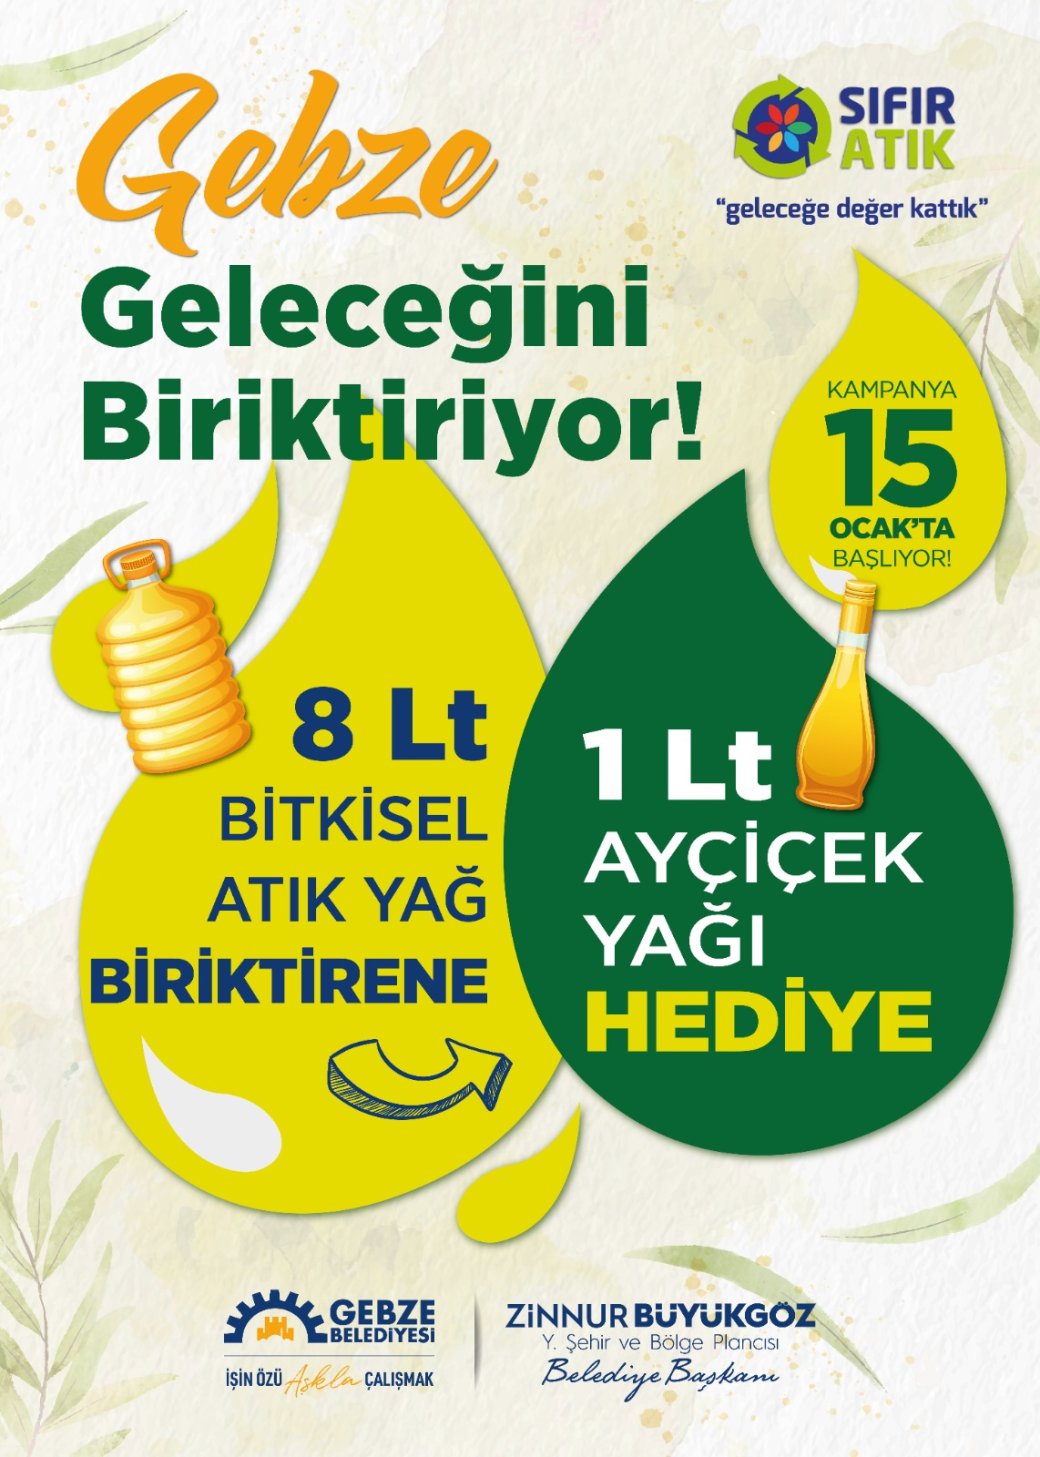 Gebze
Geleceğini
Biriktiriyor!
SIFIR
ATIK
“geleceğe değer kattık”
KAMPANYA
15
OCAK’TA
BAŞLIYOR!
8 Lt
BİTKİSEL
ATIK YAĞ
BİRİKTİRENE
1 Lt
AYÇİÇEK
YAĞI
HEDİYE
GEBZE
BELEDİYESİ
İŞİN ÖZÜ Aşkla ÇALIŞMAK
ZİNNUR BÜYÜKGÖZ
Y. Şehir ve Bölge Plancısı
Belediye Başkanı